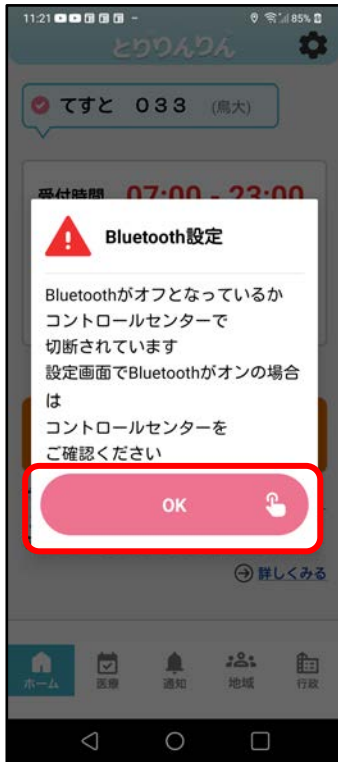 11:21
85%
とりりんりん
てすと　０３３　(鳥大)
受付時間 07:00 - 23:00
Bluetooth設定
Bluetoothがオフとなっているか
コントロールセンターで
切断されています
設定画面でBluetoothがオンの場合
は
コントロールセンターを
ご確認ください
OK
詳しくみる
ホーム
医療
通知
地域
行政